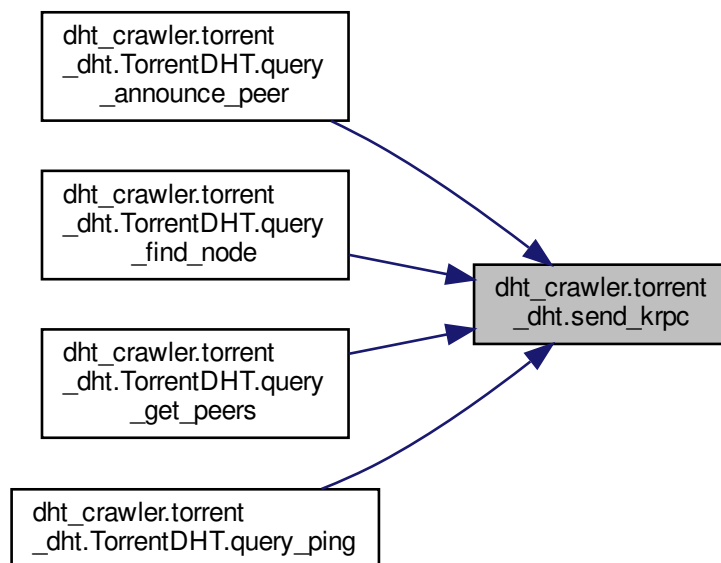 dht_crawler.torrent
_dht.TorrentDHT.query
_announce_peer
dht_crawler.torrent
_dht.TorrentDHT.query
_find_node
dht_crawler.torrent
_dht.send_krpc
dht_crawler.torrent
_dht.TorrentDHT.query
_get_peers
dht_crawler.torrent
_dht.TorrentDHT.query_ping